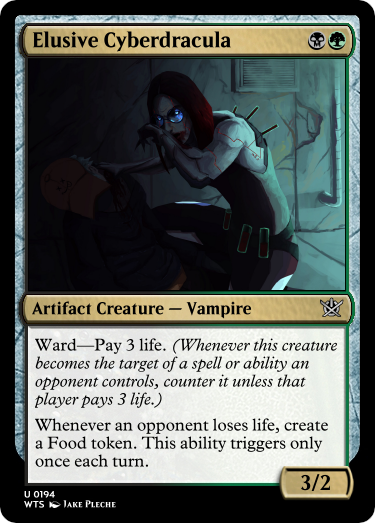 Elusive Cyberdracula
Artifact Creature — Vampire
Ward—Pay 3 life. (Whenever this creature
becomes the target of a spell or ability an
opponent controls, counter it unless that
player pays 3 life.)
Whenever an opponent loses life, create
a Food token. This ability triggers only
once each turn.
3/2
U 0194
WTS Jake Pleche